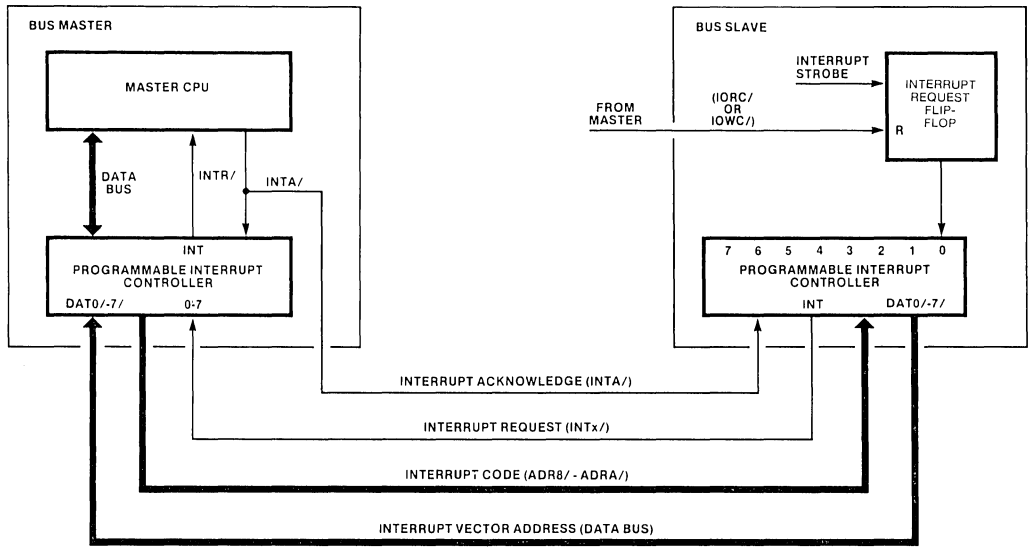 BUS MASTER
MASTER CPU
DATA
BUS
INTR/
INTA/
INT
PROGRAMMABLE INTERRUPT
CONTROLLER
DAT0/-7/
0-7
BUS SLAVE
INTERRUPT
STROBE
INTERRUPT
REQUEST
FLIP-
FLOP
R
FROM
MASTER
(IORC/
OR
IOWC/)
7 6 5 4 3 2 1 0
PROGRAMMABLE INTERRUPT
CONTROLLER
INT
DAT0/-7/
INTERRUPT ACKNOWLEDGE (INTA/)
INTERRUPT REQUEST (INTx/)
INTERRUPT CODE (ADR8/ - ADRA/)
INTERRUPT VECTOR ADDRESS (DATA BUS)